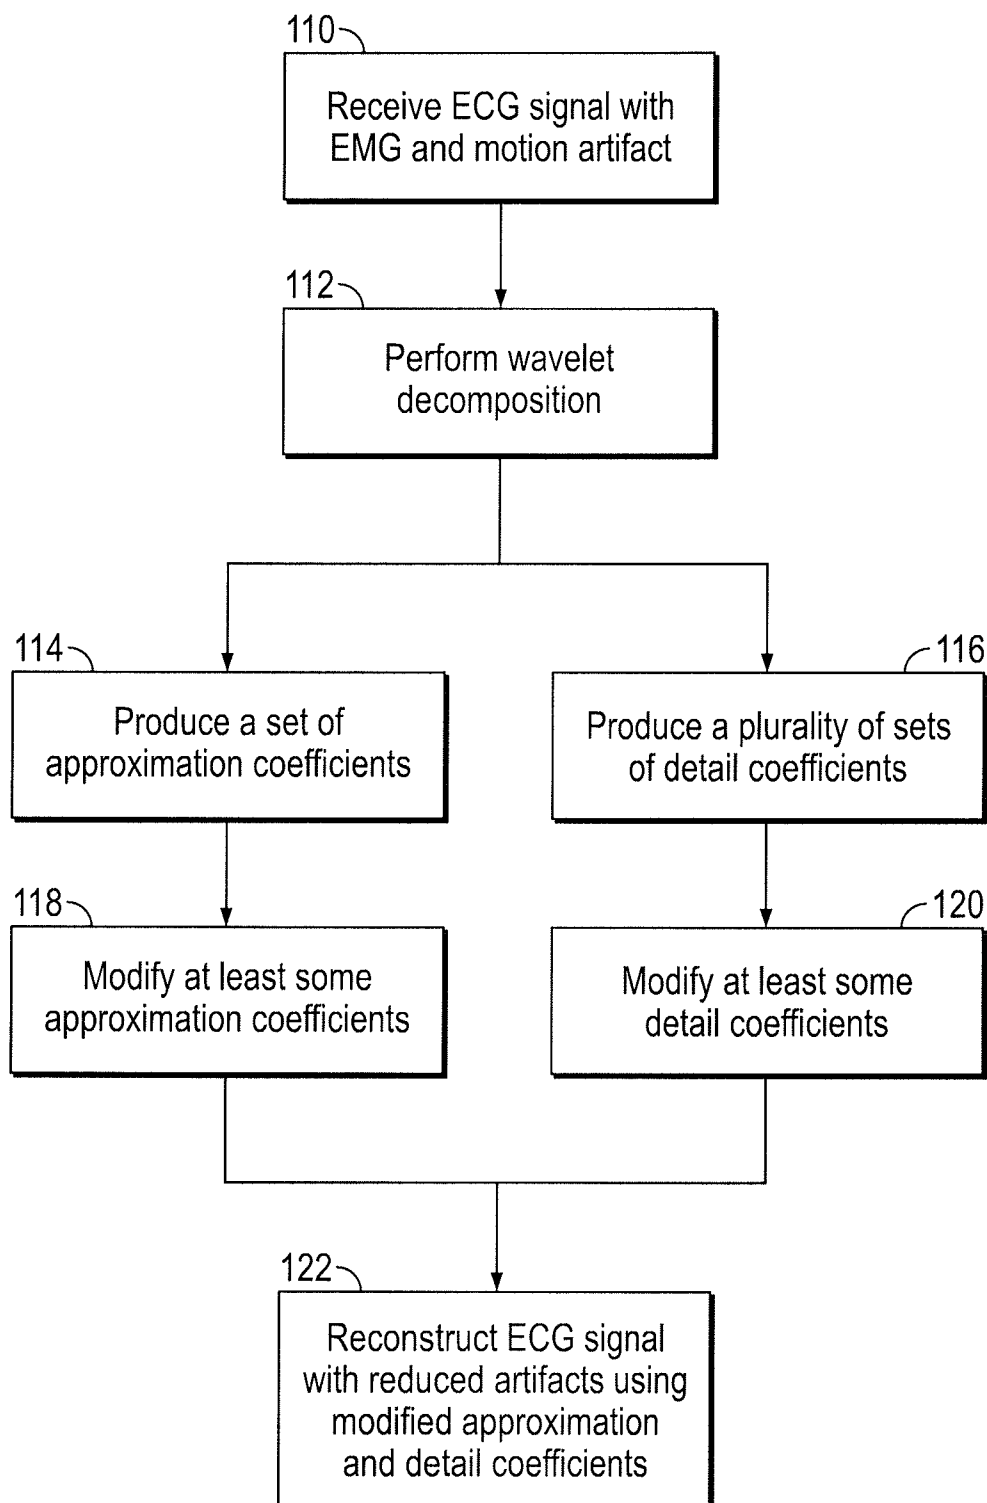 110
Receive ECG signal with
EMG and motion artifact
112
Perform wavelet
decomposition
114
Produce a set of
approximation coefficients
116
Produce a plurality of sets
of detail coefficients
118
Modify at least some
approximation coefficients
120
Modify at least some
detail coefficients
122
Reconstruct ECG signal
with reduced artifacts using
modified approximation
and detail coefficients